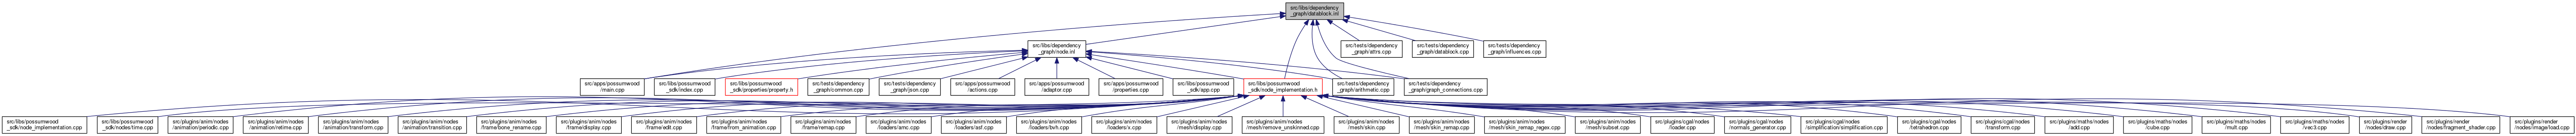 src/libs/dependency
_graph/datablock.inl
src/libs/dependency
_graph/node.inl
src/tests/dependency
_graph/attrs.cpp
src/tests/dependency
_graph/datablock.cpp
src/tests/dependency
_graph/influences.cpp
src/apps/possumwood
/main.cpp
src/libs/possumwood
_sdk/index.cpp
src/libs/possumwood
_sdk/properties/property.h
src/tests/dependency
_graph/common.cpp
src/tests/dependency
_graph/json.cpp
src/apps/possumwood
/actions.cpp
src/apps/possumwood
/adaptor.cpp
src/apps/possumwood
/properties.cpp
src/libs/possumwood
_sdk/app.cpp
src/libs/possumwood
_sdk/node_implementation.h
src/tests/dependency
_graph/arithmetic.cpp
src/tests/dependency
_graph/graph_connections.cpp
src/libs/possumwood
_sdk/node_implementation.cpp
src/libs/possumwood
_sdk/nodes/time.cpp
src/plugins/anim/nodes
/animation/periodic.cpp
src/plugins/anim/nodes
/animation/retime.cpp
src/plugins/anim/nodes
/animation/transform.cpp
src/plugins/anim/nodes
/animation/transition.cpp
src/plugins/anim/nodes
/frame/bone_rename.cpp
src/plugins/anim/nodes
/frame/display.cpp
src/plugins/anim/nodes
/frame/edit.cpp
src/plugins/anim/nodes
/frame/from_animation.cpp
src/plugins/anim/nodes
/frame/remap.cpp
src/plugins/anim/nodes
/loaders/amc.cpp
src/plugins/anim/nodes
/loaders/asf.cpp
src/plugins/anim/nodes
/loaders/bvh.cpp
src/plugins/anim/nodes
/loaders/x.cpp
src/plugins/anim/nodes
/mesh/display.cpp
src/plugins/anim/nodes
/mesh/remove_unskinned.cpp
src/plugins/anim/nodes
/mesh/skin.cpp
src/plugins/anim/nodes
/mesh/skin_remap.cpp
src/plugins/anim/nodes
/mesh/skin_remap_regex.cpp
src/plugins/anim/nodes
/mesh/subset.cpp
src/plugins/cgal/nodes
/loader.cpp
src/plugins/cgal/nodes
/normals_generator.cpp
src/plugins/cgal/nodes
/simplification/simplification.cpp
src/plugins/cgal/nodes
/tetrahedron.cpp
src/plugins/cgal/nodes
/transform.cpp
src/plugins/maths/nodes
/add.cpp
src/plugins/maths/nodes
/cube.cpp
src/plugins/maths/nodes
/mult.cpp
src/plugins/maths/nodes
/vec3.cpp
src/plugins/render
/nodes/draw.cpp
src/plugins/render
/nodes/fragment_shader.cpp
src/plugins/render
/nodes/image/load.cpp